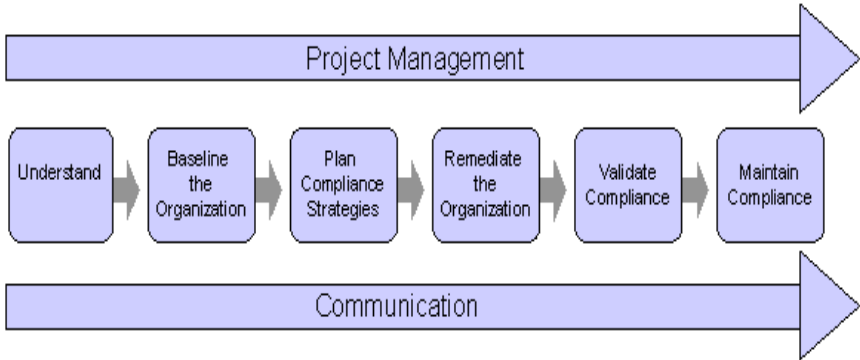 Project Management
Understand
Baseline
the
Organization
Plan
Compliance
Strategies
Remediate
the
Organization
Validate
Compliance
Maintain
Compliance
Communication